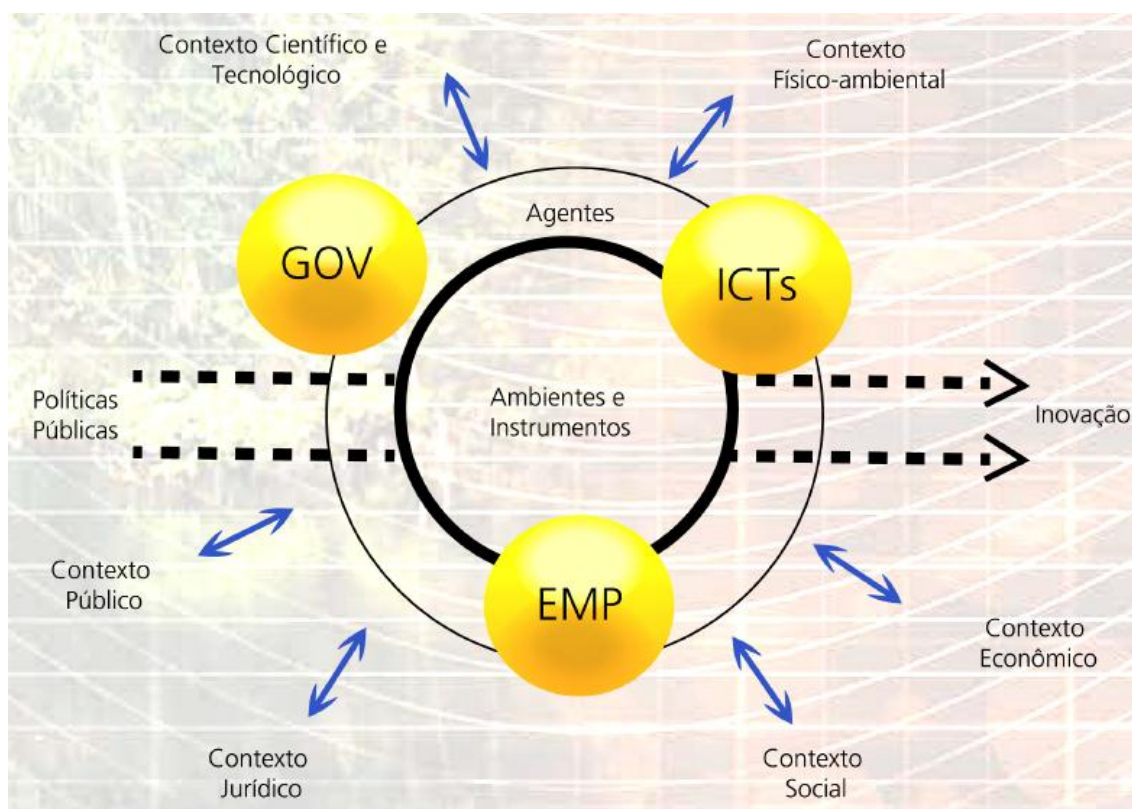 Contexto Científico e
Tecnológico
Contexto
Físico-ambiental
Agentes
GOV
ICTs
Políticas
Públicas
Ambientes e
Instrumentos
Inovação
Contexto
Público
EMP
Contexto
Econômico
Contexto
Jurídico
Contexto
Social